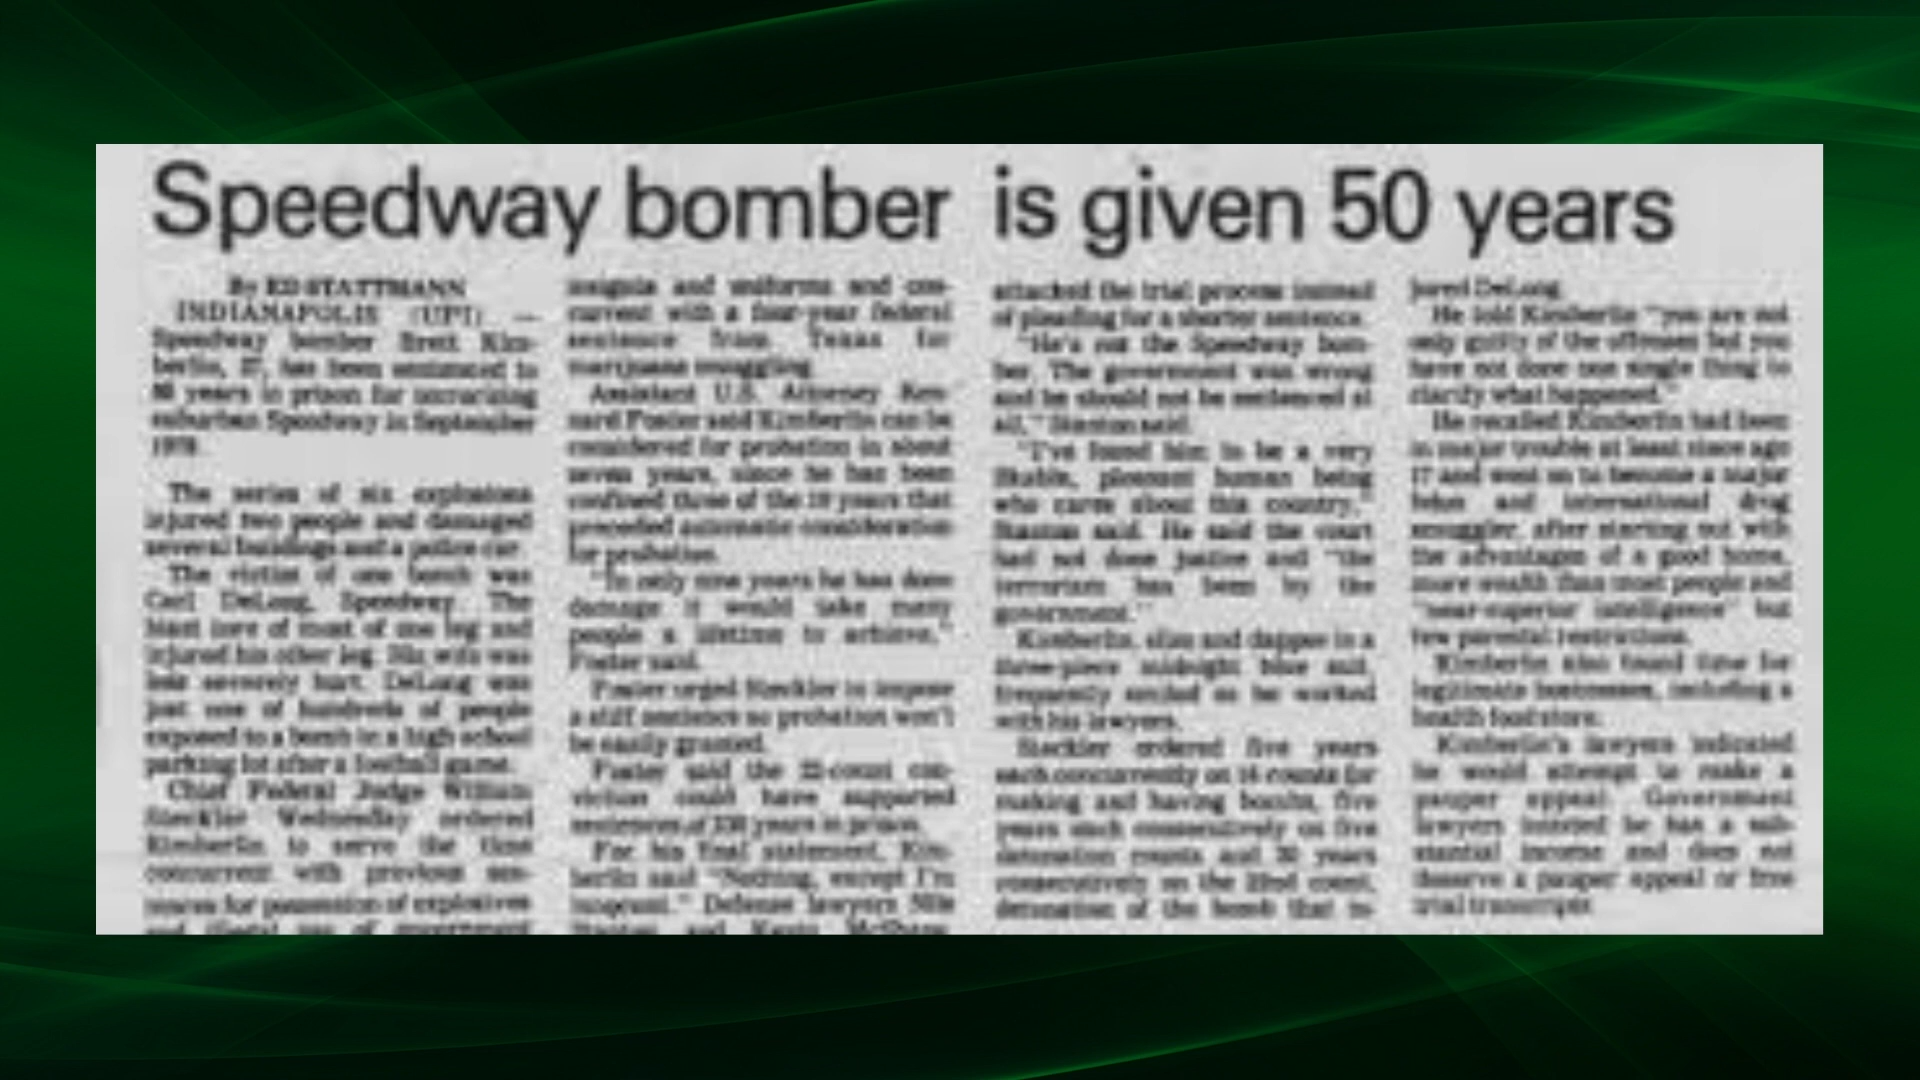 Speedway bomber is given 50 years
By ED STATTMANN
INDIANAPOLIS (UPI) —
Speedway bomber Brett Kim-
berlin, 27, has been sentenced to
50 years in prison for terrorizing
suburban Speedway in September
1978.
The series of six explosions
injured two people and damaged
several buildings and a police car.
The victim of one bomb was
Carl DeLong, Speedway. The
blast tore of most of one leg and
injured his other leg. His wife was
less severely hurt. DeLong was
just one of hundreds of people
exposed to a bomb in a high school
parking lot after a football game.
Chief Federal Judge William
Steckler Wednesday ordered
Kimberlin to serve the time
concurrent with previous sen-
tences for possession of explosives
and illegal use of government
insignia and uniforms and con-
current with a four-year federal
sentence from Texas for
marijuana smuggling.
Assistant U.S. Attorney Ken-
nard Foster said Kimberlin can be
considered for probation in about
seven years, since he has been
confined three of the 10 years that
preceded automatic consideration
for probation.
"In only nine years he has done
damage it would take many
people a lifetime to achieve,"
Foster said.
Foster urged Steckler to impose
a stiff sentence so probation won't
be easily granted.
Foster said the 22-count con-
viction could have supported
sentences of years in prison.
For his final statement, Kim-
berlin said "Nothing, except I'm
innocent." Defense lawyers Nile
Stanton and Kevin
attacked the trial process instead
of pleading for a shorter sentence.
"He's not the Speedway bom-
ber. The government was wrong
and he should not be sentenced at
all," Stanton said.
"I've found him to be a very
likable, pleasant human being
who cares about this country,"
Stanton said. He said the court
had not done justice and "the
terrorism has been by the
government."
Kimberlin, slim and dapper in a
three-piece midnight blue suit,
frequently smiled as he worked
with his lawyers.
Steckler ordered five years
each concurrently on 16 counts for
making and having bombs, five
years each consecutively on five
detonation counts and 30 years
consecutively on the 22nd count,
detonation of the bomb that in-
jured DeLong.
He told Kimberlin "you are not
only guilty of the offenses but you
have not done one single thing to
clarify what happened."
He recalled Kimberlin had been
in major trouble at least since age
17 and went on to become a major
felon and international drug
smuggler, after starting out with
the advantages of a good home,
more wealth than most people and
"near-superior intelligence" but
few parental restrictions.
Kimberlin also found time for
legitimate businesses, including a
health food store.
Kimberlin's lawyers indicated
he would attempt to make a
pauper appeal. Government
lawyers insisted he has a sub-
stantial income and does not
deserve a pauper appeal or free
trial transcripts